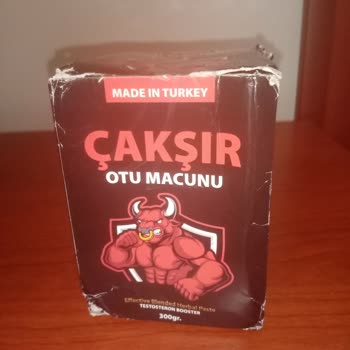 MADE IN TURKEY
ÇAKŞIR
OTU MACUNU
Effective Blended Herbal Paste
TESTOSTERON BOOSTER
300gr.